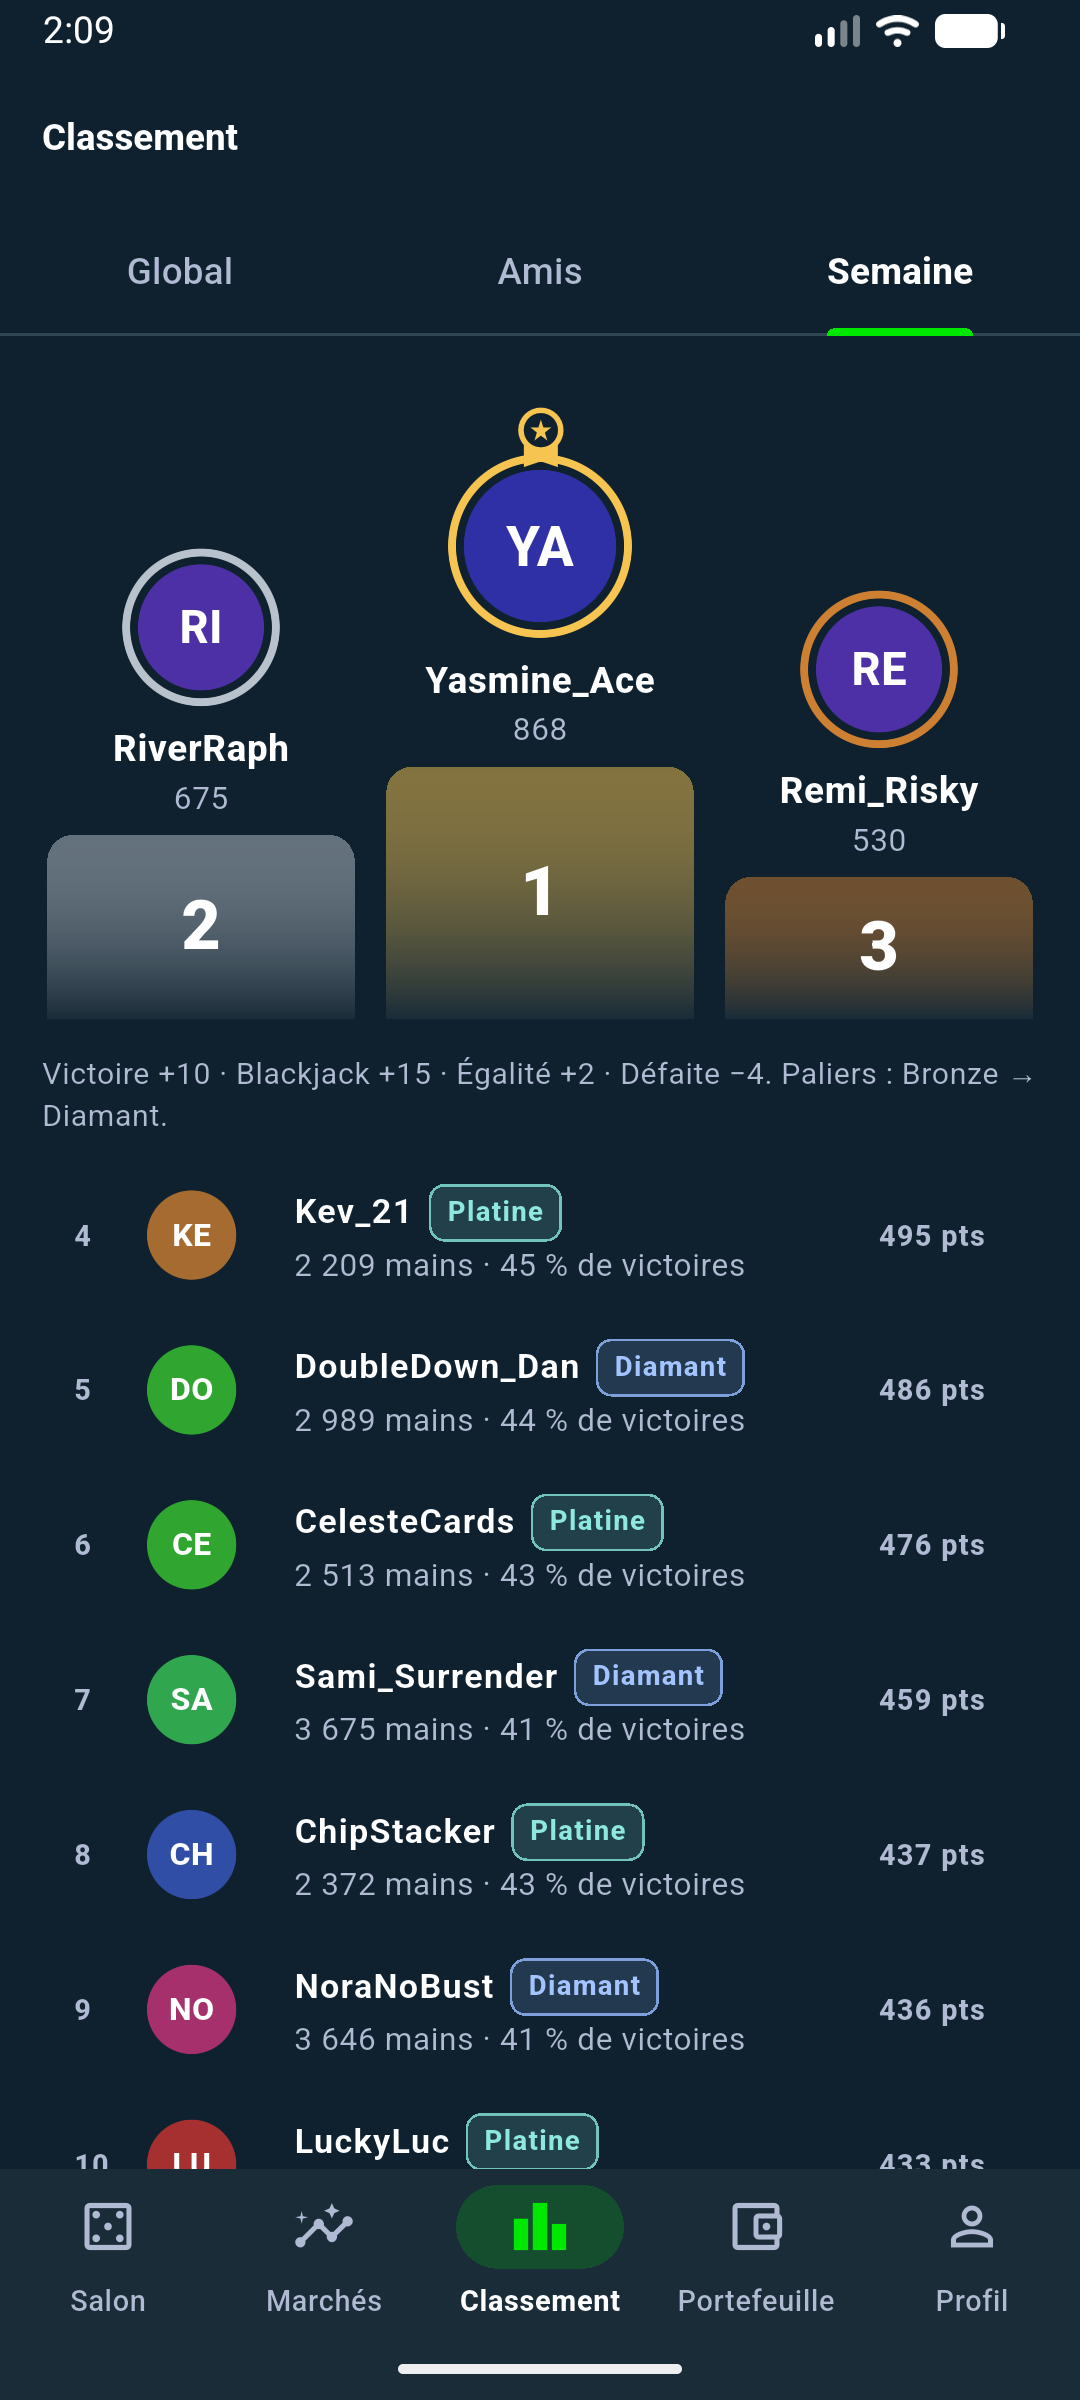 2:09
Classement
Global
Amis
Semaine
YA
RI
RE
Yasmine_Ace
868
RiverRaph
675
Remi_Risky
530
1
2
3
Victoire +10 · Blackjack +15 · Égalité +2 · Défaite −4. Paliers : Bronze →
Diamant.
4
KE
Kev_21 Platine
2 209 mains · 45 % de victoires
495 pts
5
DO
DoubleDown_Dan Diamant
2 989 mains · 44 % de victoires
486 pts
6
CE
CelesteCards Platine
2 513 mains · 43 % de victoires
476 pts
7
SA
Sami_Surrender Diamant
3 675 mains · 41 % de victoires
459 pts
8
CH
ChipStacker Platine
2 372 mains · 43 % de victoires
437 pts
9
NO
NoraNoBust Diamant
3 646 mains · 41 % de victoires
436 pts
10
LU
LuckyLuc Platine
433 pts
Salon
Marchés
Classement
Portefeuille
Profil